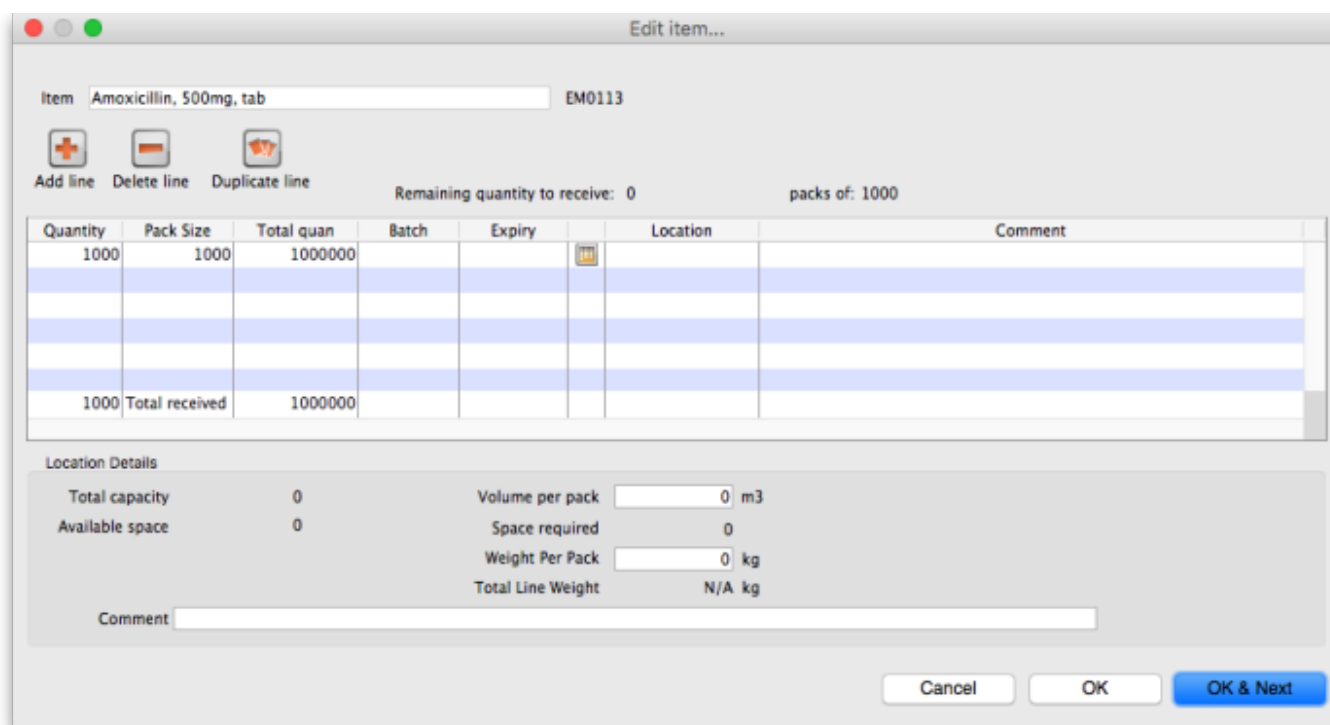 Edit item...
Item Amoxicillin, 500mg, tab EM0113
Add line Delete line Duplicate line
Remaining quantity to receive: 0 packs of: 1000
Quantity Pack Size Total quan Batch Expiry Location Comment
1000 1000 1000000
1000 Total received 1000000
Location Details
Total capacity 0 Volume per pack 0 m3
Available space 0 Space required 0
Weight Per Pack 0 kg
Total Line Weight N/A kg
Comment
Cancel OK OK & Next